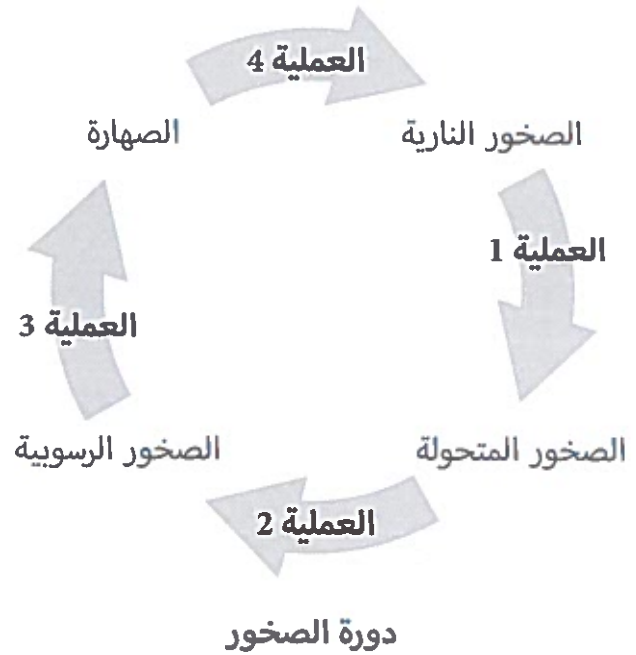 العملية 4
الصخور النارية
الصهارة
العملية 1
العملية 3
الصخور المتحولة
الصخور الرسوبية
العملية 2
دورة الصخور